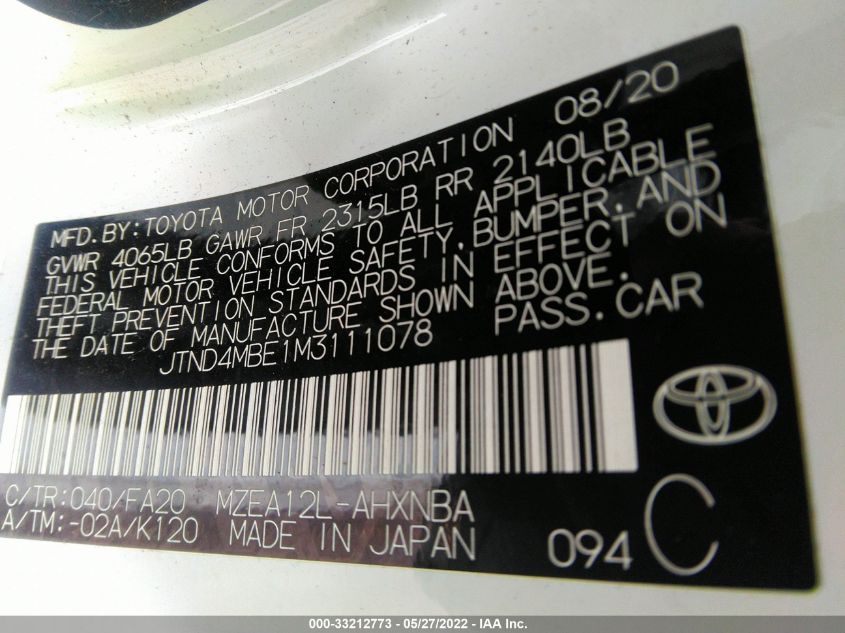 MFD.BY:TOYOTA MOTOR CORPORATION 08/20
GVWR 4065LB GAWR FR 2315LB RR 2140LB
THIS VEHICLE CONFORMS TO ALL APPLICABLE
FEDERAL MOTOR VEHICLE SAFETY,BUMPER,AND
THEFT PREVENTION STANDARDS IN EFFECT ON
THE DATE OF MANUFACTURE SHOWN ABOVE.
JTND4MBE1M3111078 PASS.CAR
C/TR:040/FA20 MZEA12L-AHXNBA
A/TM:-02A/K120 MADE IN JAPAN 094 C
000-33212773 - 05/27/2022 - IAA Inc.